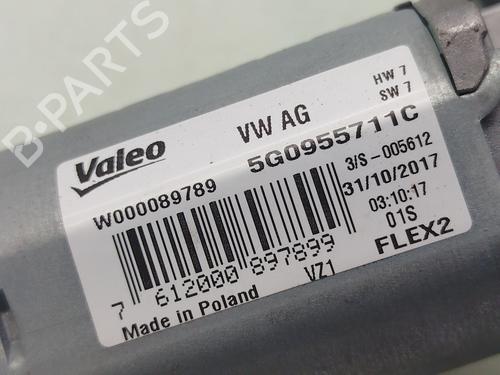 B-PARTS
HW 7
SW 7
Valeo
VW AG
5G0955711C
W000089789
3/S-005612
31/10/2017
03:10:17
01S
FLEX2
7 612000 897899
VZ1
Made in Poland